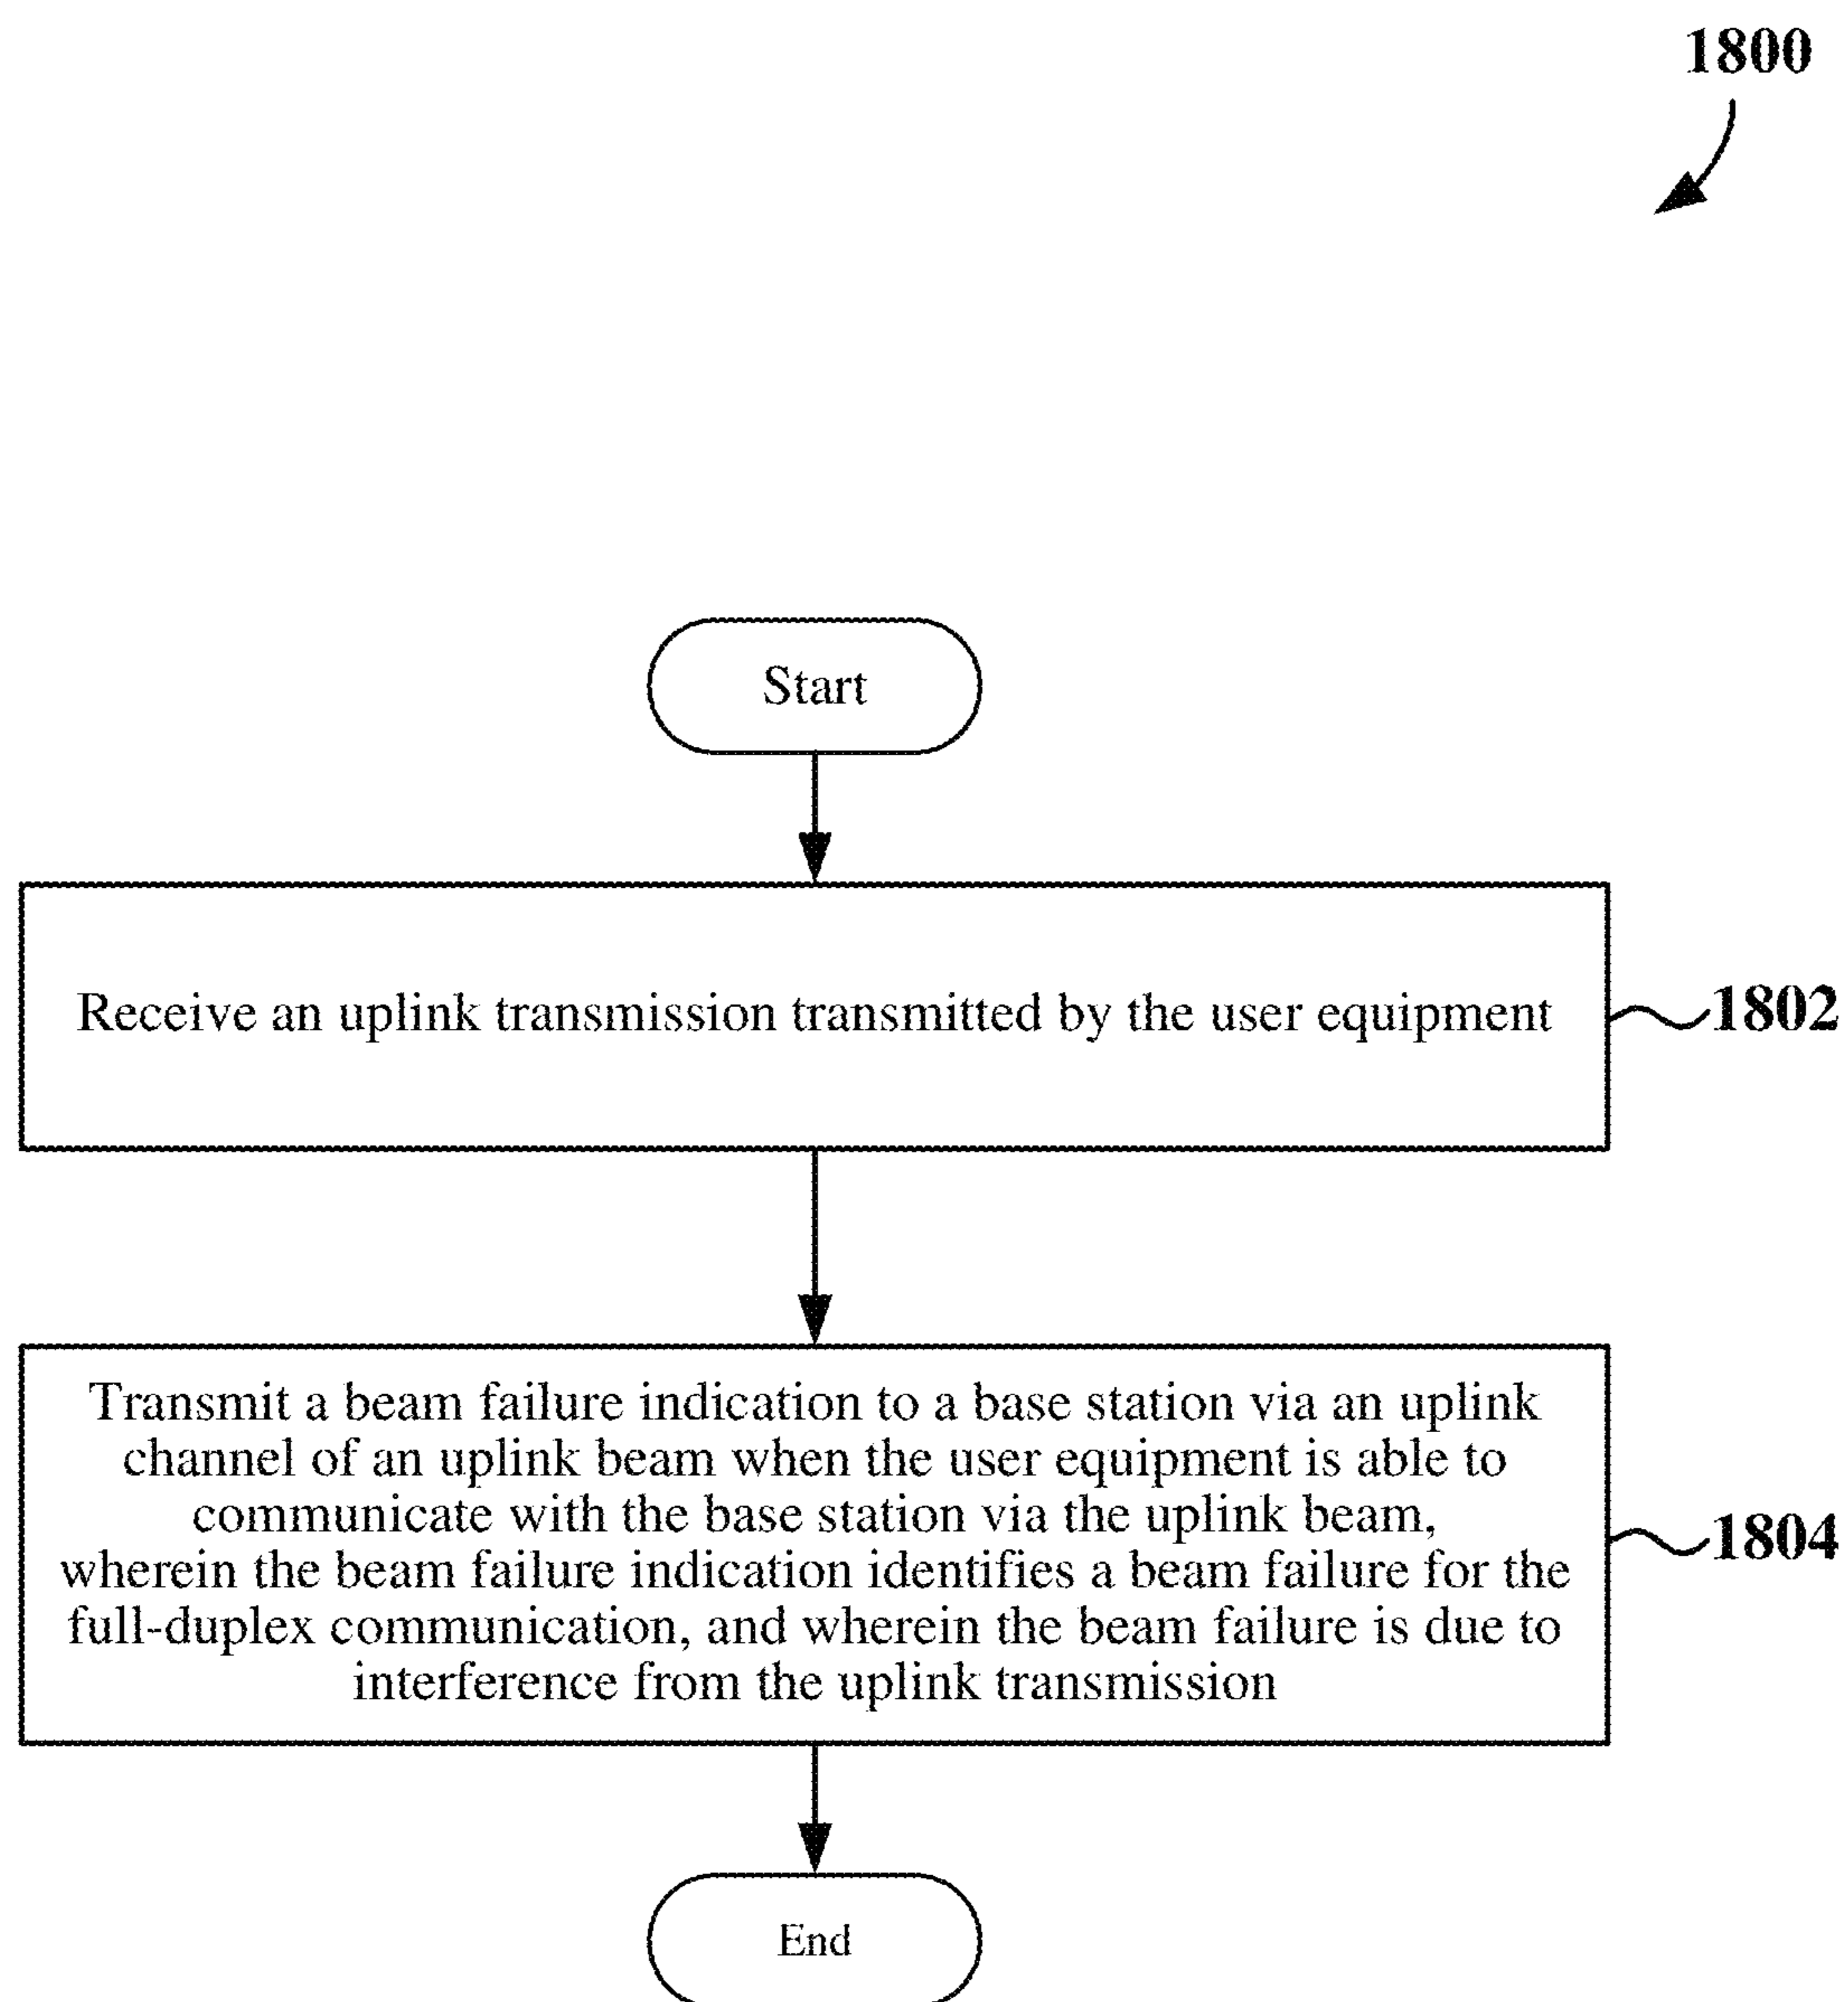 1800
Start
Receive an uplink transmission transmitted by the user equipment
1802
Transmit a beam failure indication to a base station via an uplink
channel of an uplink beam when the user equipment is able to
communicate with the base station via the uplink beam,
wherein the beam failure indication identifies a beam failure for the
full-duplex communication, and wherein the beam failure is due to
interference from the uplink transmission
1804
End